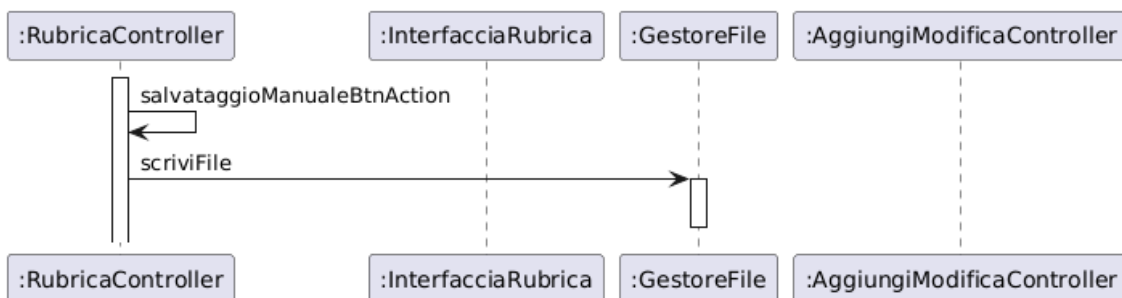 :RubricaController :InterfacciaRubrica :GestoreFile :AggiungiModificaController
salvataggioManualeBtnAction
scriviFile
:RubricaController :InterfacciaRubrica :GestoreFile :AggiungiModificaController